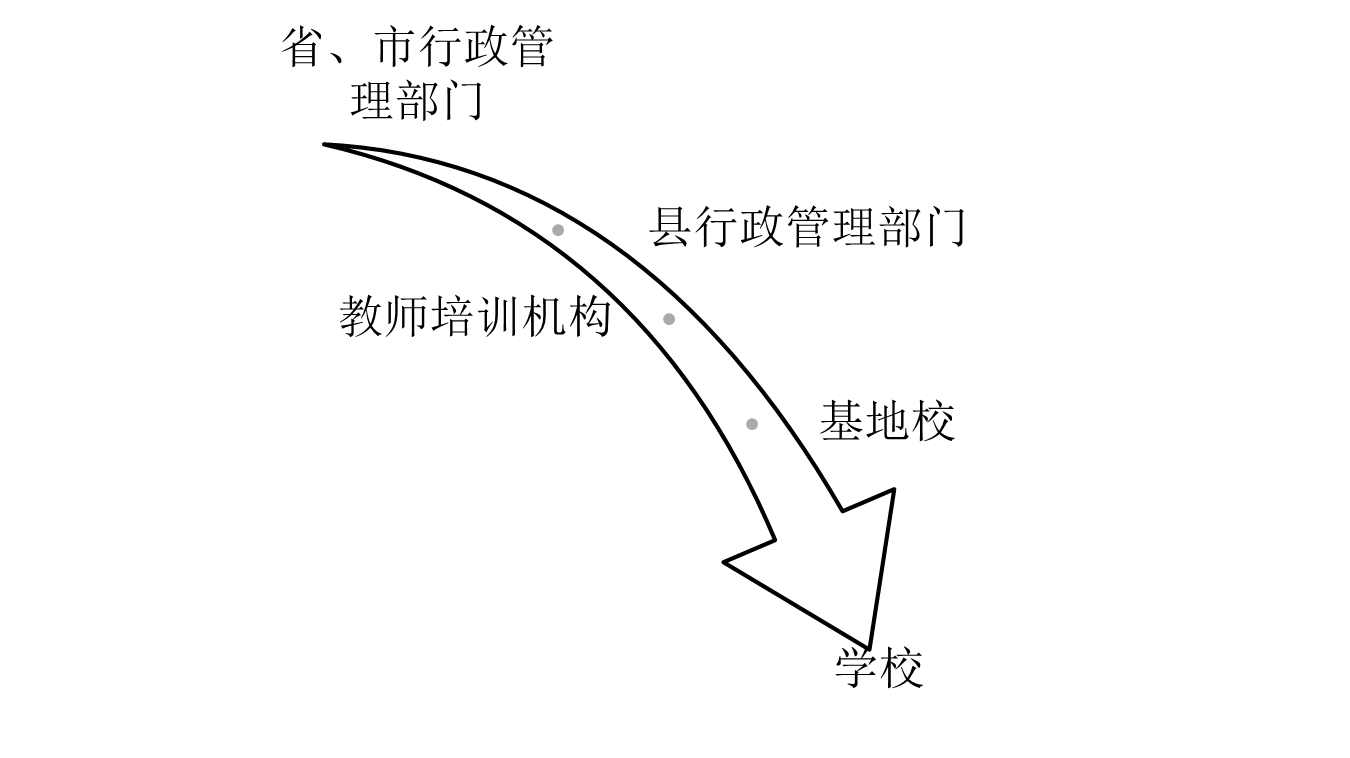 省、市行政管
理部门
县行政管理部门
教师培训机构
基地校
学校